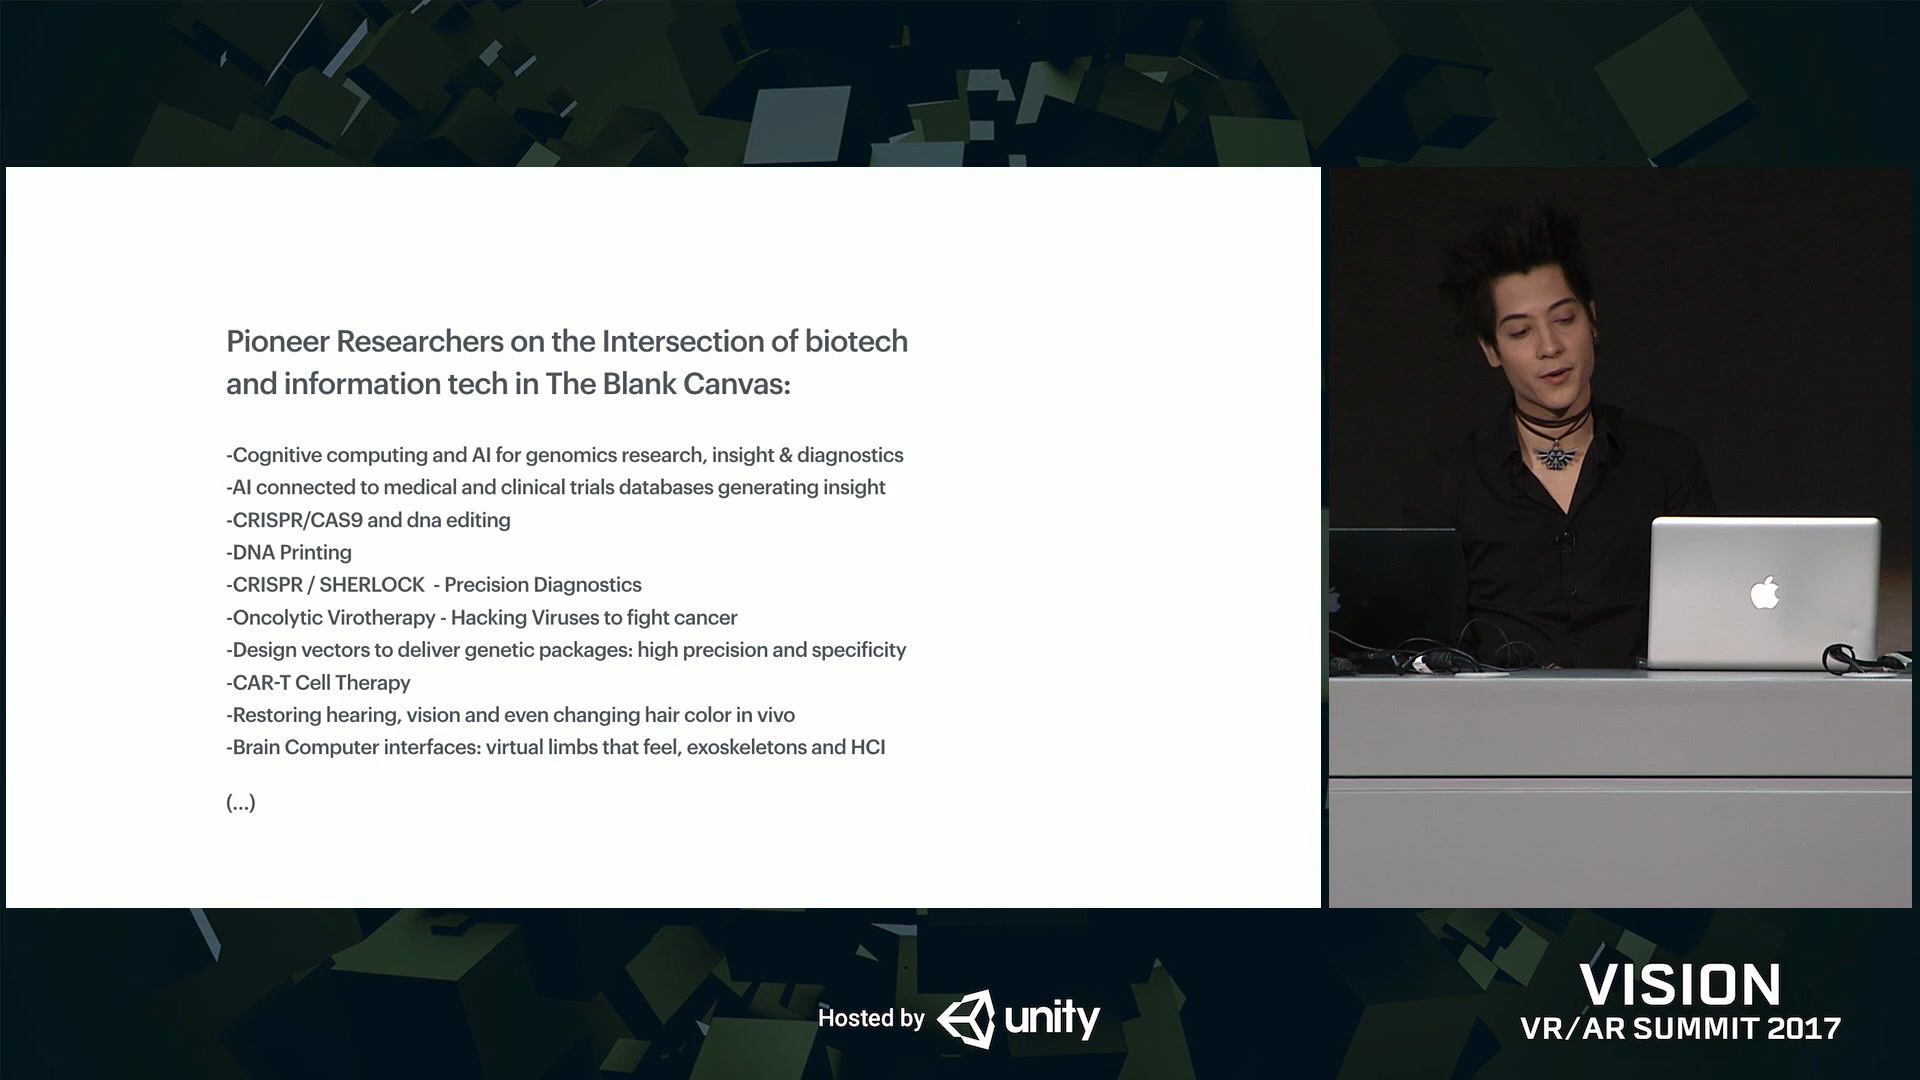 Pioneer Researchers on the Intersection of biotech
and information tech in The Blank Canvas:
-Cognitive computing and AI for genomics research, insight & diagnostics
-AI connected to medical and clinical trials databases generating insight
-CRISPR/CAS9 and dna editing
-DNA Printing
-CRISPR / SHERLOCK  - Precision Diagnostics
-Oncolytic Virotherapy - Hacking Viruses to fight cancer
-Design vectors to deliver genetic packages: high precision and specificity
-CAR-T Cell Therapy
-Restoring hearing, vision and even changing hair color in vivo
-Brain Computer interfaces: virtual limbs that feel, exoskeletons and HCI
(...)
Hosted by unity
VISION
VR/AR SUMMIT 2017